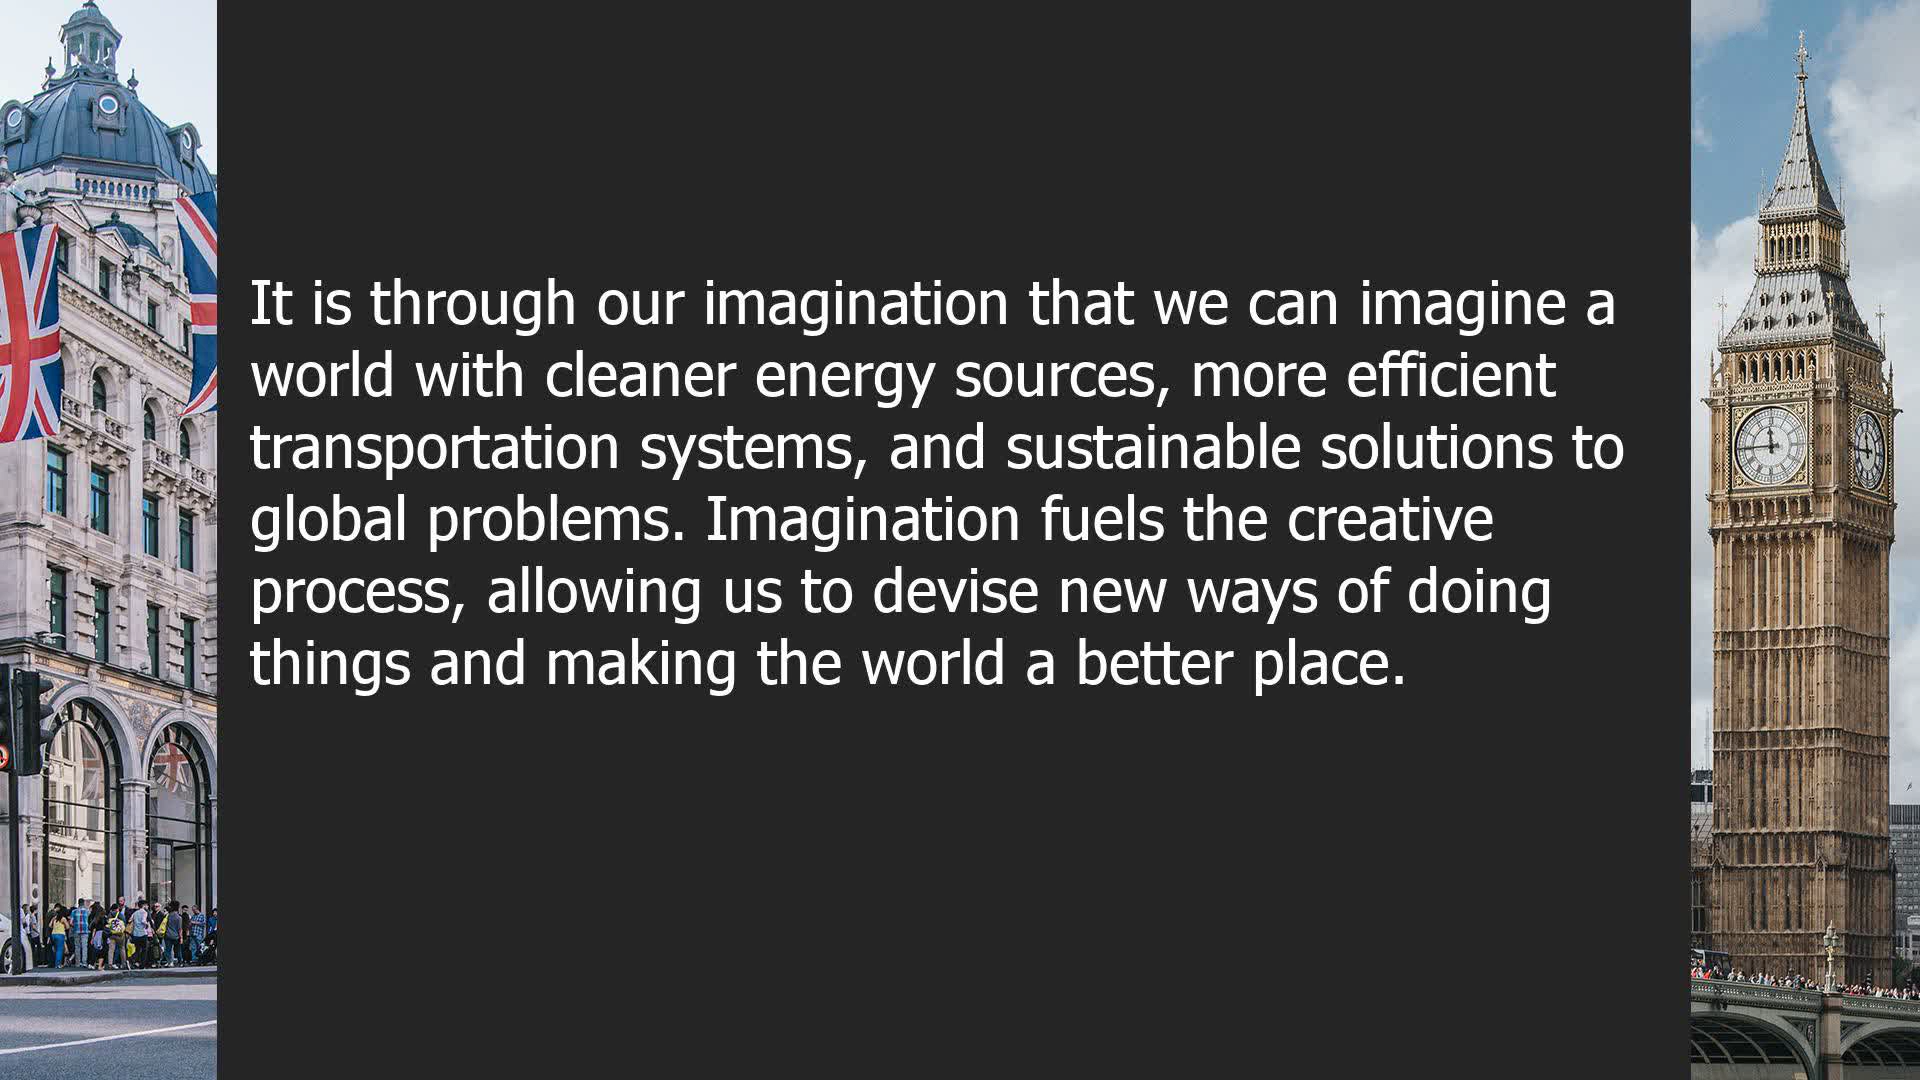 It is through our imagination that we can imagine a
world with cleaner energy sources, more efficient
transportation systems, and sustainable solutions to
global problems. Imagination fuels the creative
process, allowing us to devise new ways of doing
things and making the world a better place.